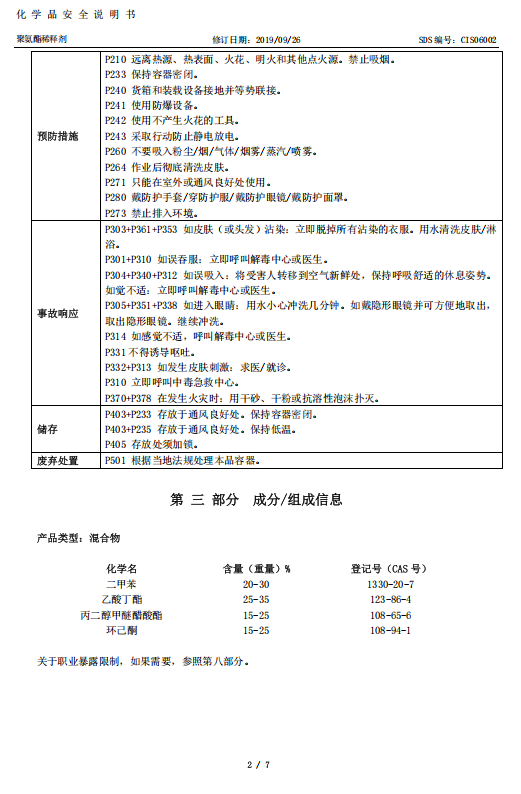 化 学 品 安 全 说 明 书
聚氨酯稀释剂 修订日期：2019/09/26 SDS 编号：CIS06002
预防措施
P210 远离热源、热表面、火花、明火和其他点火源。禁止吸烟。
P233 保持容器密闭。
P240 货箱和装载设备接地并等势联接。
P241 使用防爆设备。
P242 使用不产生火花的工具。
P243 采取行动防止静电放电。
P260 不要吸入粉尘/烟/气体/烟雾/蒸汽/喷雾。
P264 作业后彻底清洗皮肤。
P271 只能在室外或通风良好处使用。
P280 戴防护手套/穿防护服/戴防护眼镜/戴防护面罩。
P273 禁止排入环境。
事故响应
P303+P361+P353 如皮肤（或头发）沾染：立即脱掉所有沾染的衣服。用水清洗皮肤/淋
浴。
P301+P310 如误吞服：立即呼叫解毒中心或医生。
P304+P340+P312 如误吸入：将受害人转移到空气新鲜处，保持呼吸舒适的休息姿势。
如觉不适：立即呼叫解毒中心或医生。
P305+P351+P338 如进入眼睛：用水小心冲洗几分钟。如戴隐形眼镜并可方便地取出，
取出隐形眼镜。继续冲洗。
P314 如感觉不适，呼叫解毒中心或医生。
P331不得诱导呕吐。
P332+P313 如发生皮肤刺激：求医/就诊。
P310 立即呼叫中毒急救中心。
P370+P378 在发生火灾时：用干砂、干粉或抗溶性泡沫扑灭。
储存
P403+P233 存放于通风良好处。保持容器密闭。
P403+P235 存放于通风良好处。保持低温。
P405 存放处须加锁。
废弃处置
P501 根据当地法规处理本品容器。
第 三 部分 成分/组成信息
产品类型：混合物
化学名 含量（重量）% 登记号（CAS 号）
二甲苯 20-30 1330-20-7
乙酸丁酯 25-35 123-86-4
丙二醇甲醚醋酸酯 15-25 108-65-6
环己酮 15-25 108-94-1
关于职业暴露限制，如果需要，参照第八部分。
2 / 7